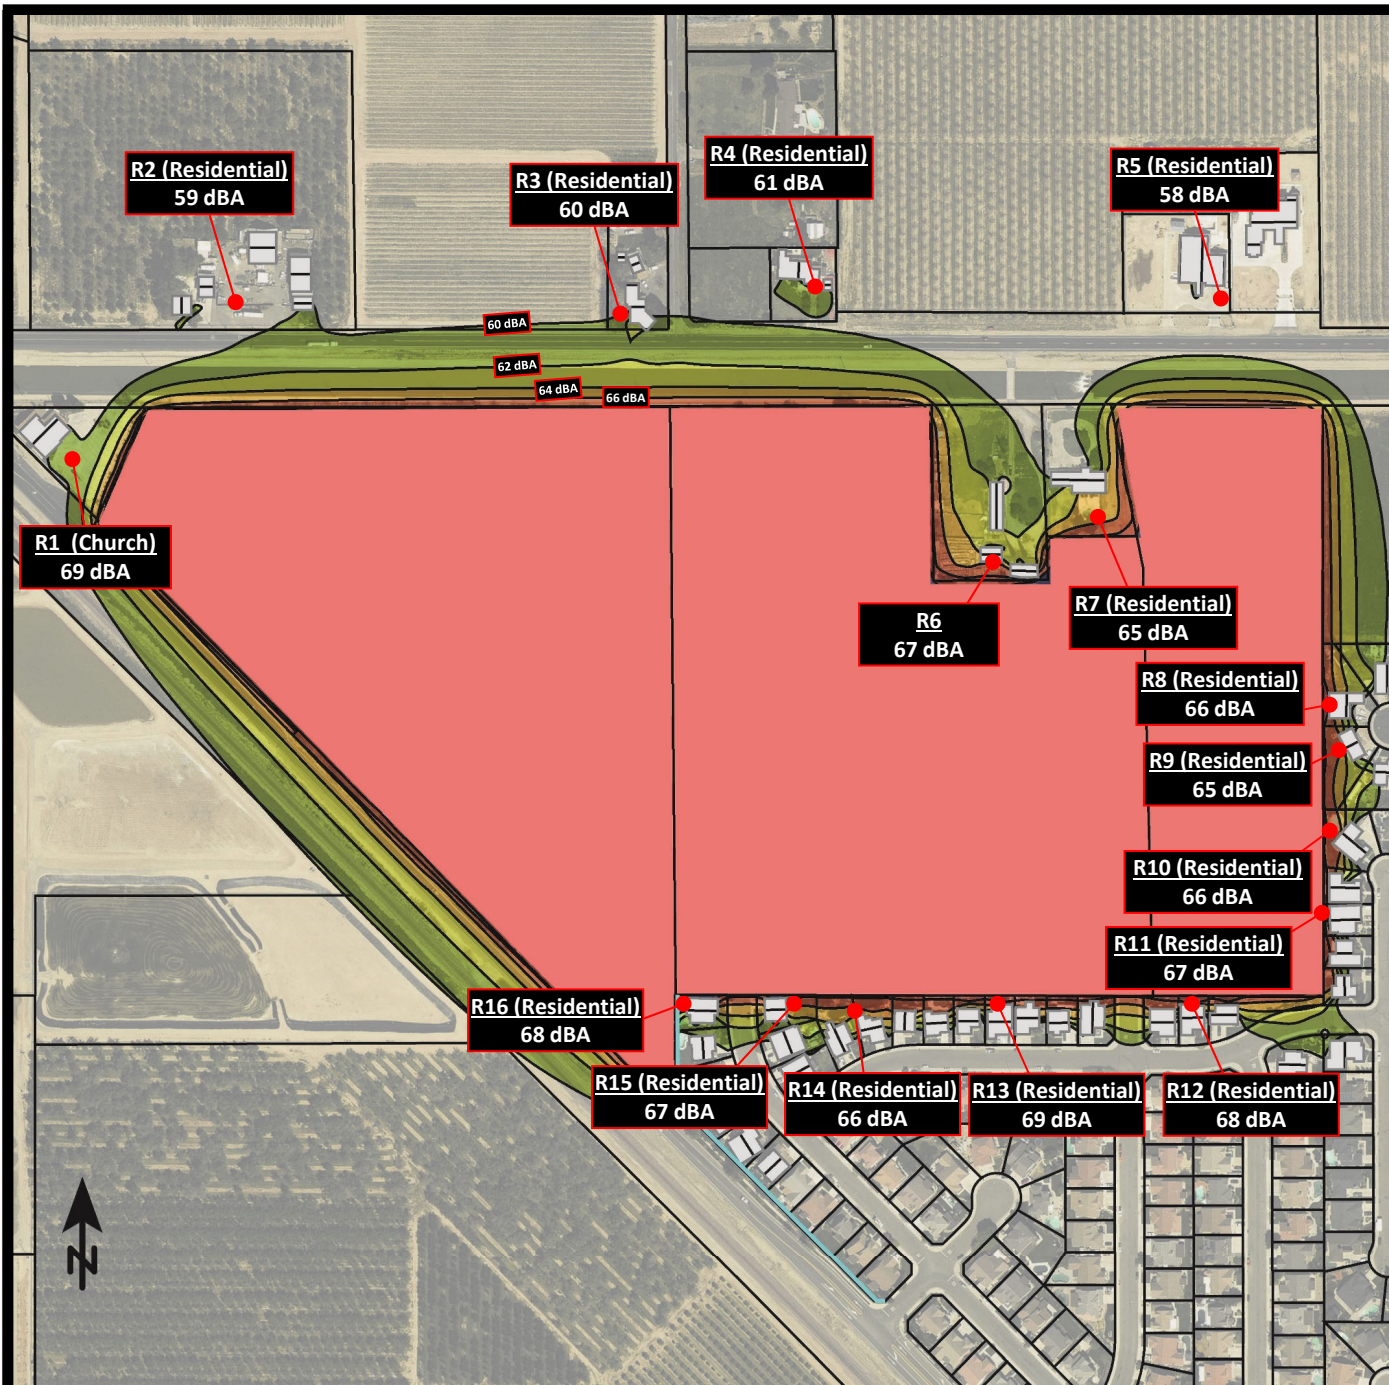 R4 (Residential)
61 dBA
R2 (Residential)
59 dBA
R3 (Residential)
60 dBA
R5 (Residential)
58 dBA
60 dBA
62 dBA
64 dBA
66 dBA
R1 (Church)
69 dBA
R6
67 dBA
R7 (Residential)
65 dBA
R8 (Residential)
66 dBA
R9 (Residential)
65 dBA
R10 (Residential)
66 dBA
R11 (Residential)
67 dBA
R16 (Residential)
68 dBA
R15 (Residential)
67 dBA
R14 (Residential)
66 dBA
R13 (Residential)
69 dBA
R12 (Residential)
68 dBA
N